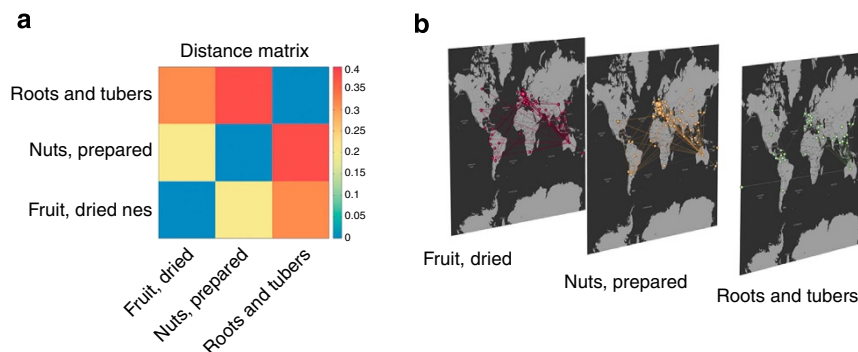 a
Distance matrix
Roots and tubers
Nuts, prepared
Fruit, dried nes
0.4
0.35
0.3
0.25
0.2
0.15
0.1
0.05
0
Fruit, dried
Nuts, prepared
Roots and tubers
b
Fruit, dried
Nuts, prepared
Roots and tubers